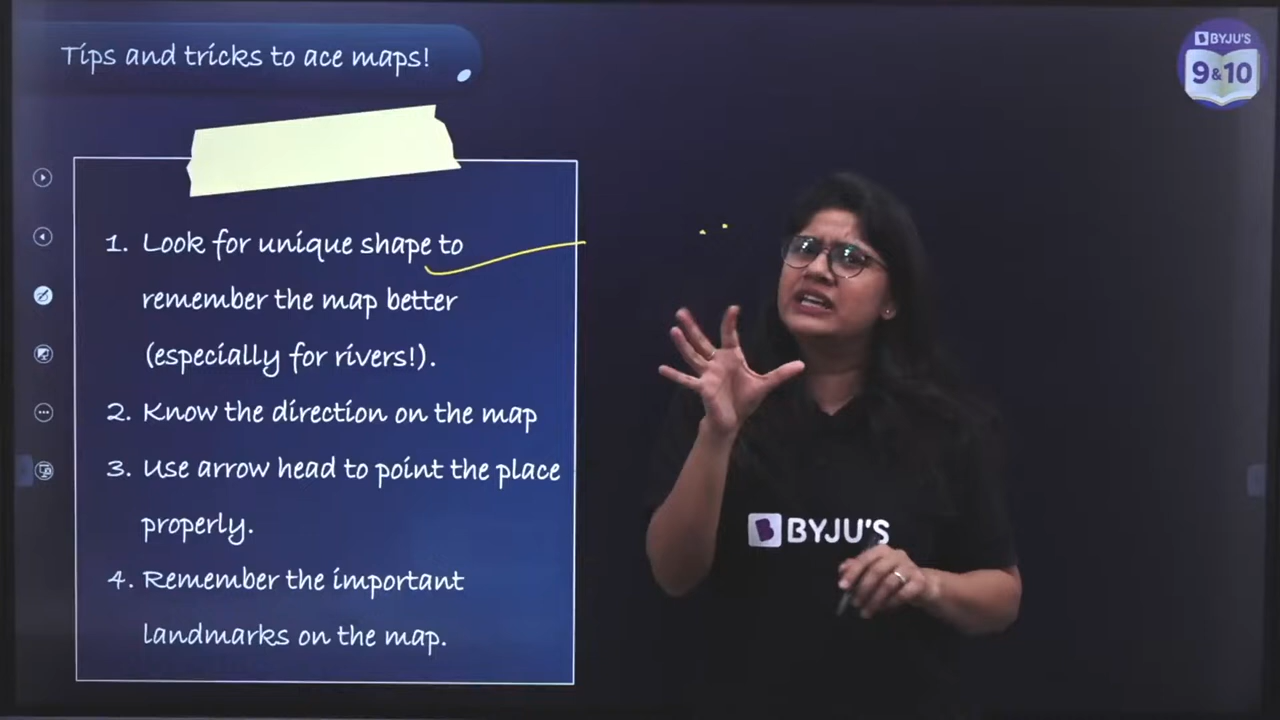 Tips and tricks to ace maps!
BYJU'S
9 & 10
1. Look for unique shape to
remember the map better
(especially for rivers!).
2. Know the direction on the map
3. Use arrow head to point the place
properly.
4. Remember the important
landmarks on the map.
BYJU'S